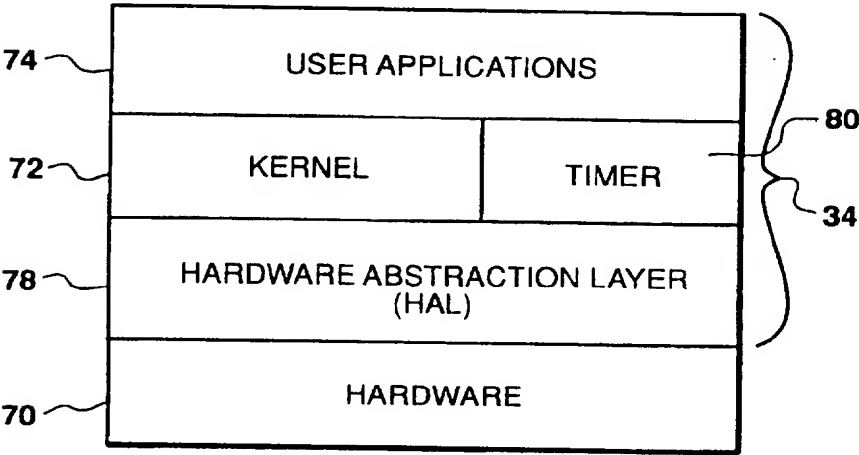 74
USER APPLICATIONS
80
72
KERNEL
TIMER
34
78
HARDWARE ABSTRACTION LAYER
(HAL)
70
HARDWARE